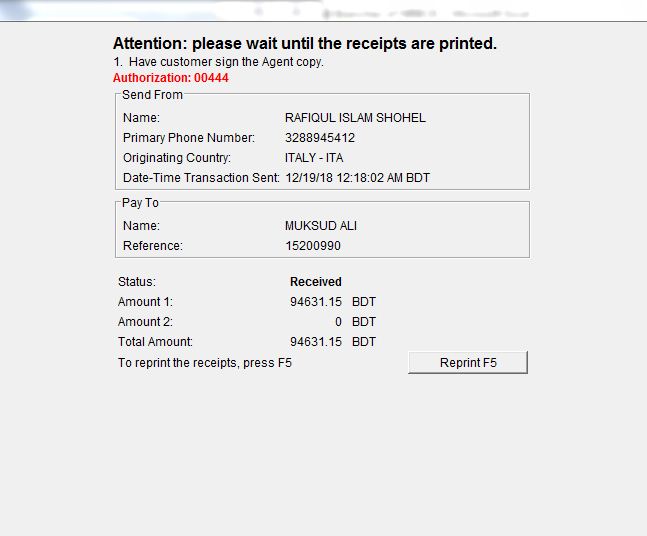 Attention: please wait until the receipts are printed.
1. Have customer sign the Agent copy.
Authorization: 00444
Send From
Name: RAFIQUL ISLAM SHOHEL
Primary Phone Number: 3288945412
Originating Country: ITALY - ITA
Date-Time Transaction Sent: 12/19/18 12:18:02 AM BDT
Pay To
Name: MUKSUD ALI
Reference: 15200990
Status: Received
Amount 1: 94631.15 BDT
Amount 2: 0 BDT
Total Amount: 94631.15 BDT
To reprint the receipts, press F5 Reprint F5